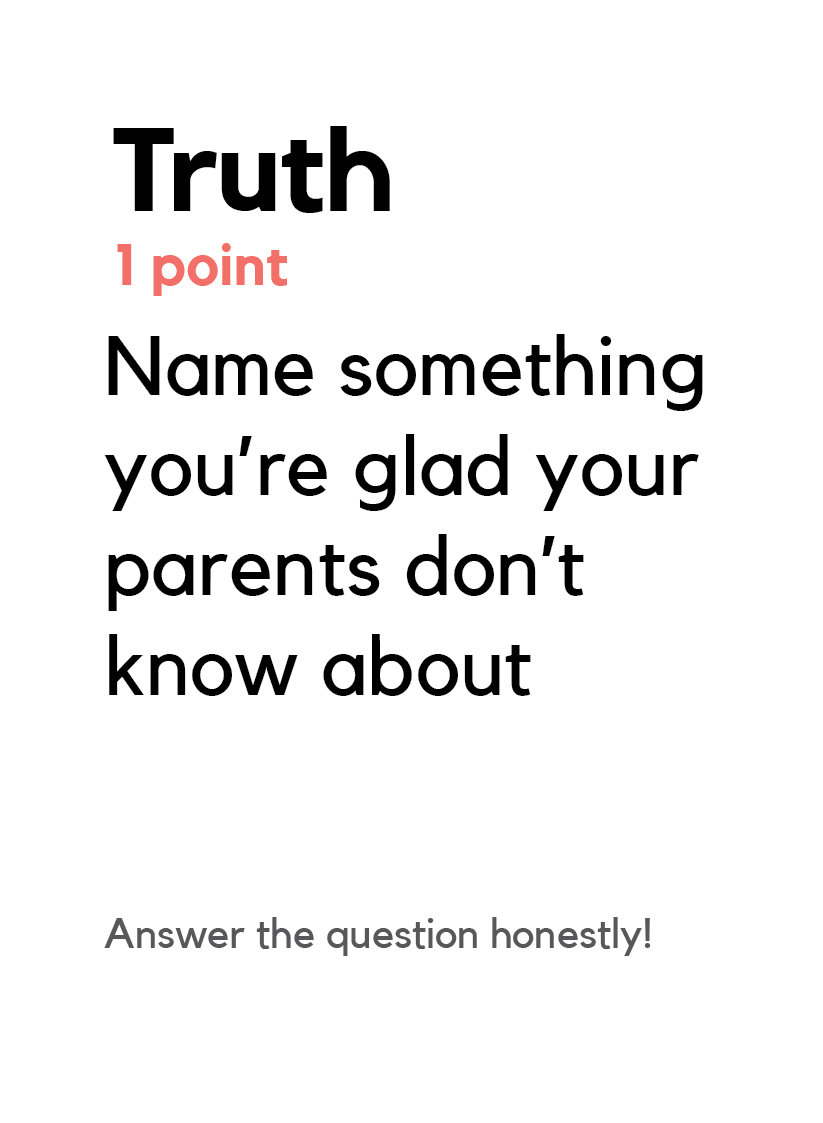 Truth
1 point
Name something
you’re glad your
parents don’t
know about
Answer the question honestly!